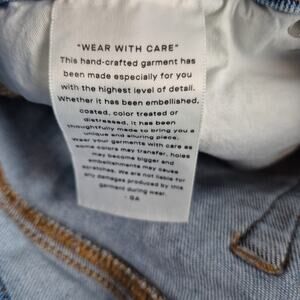 "WEAR WITH CARE"
This hand-crafted garment has
been made especially for you
with the highest level of detail.
Whether it has been embellished,
coated, color treated or
distressed, it has been
thoughtfully made to bring you a
unique and alluring piece.
Wear your garments with care as
some colors may transfer, holes
may become bigger and
embellishments may cause
scratches. We are not liable for
any damages produced by this
garment during wear.